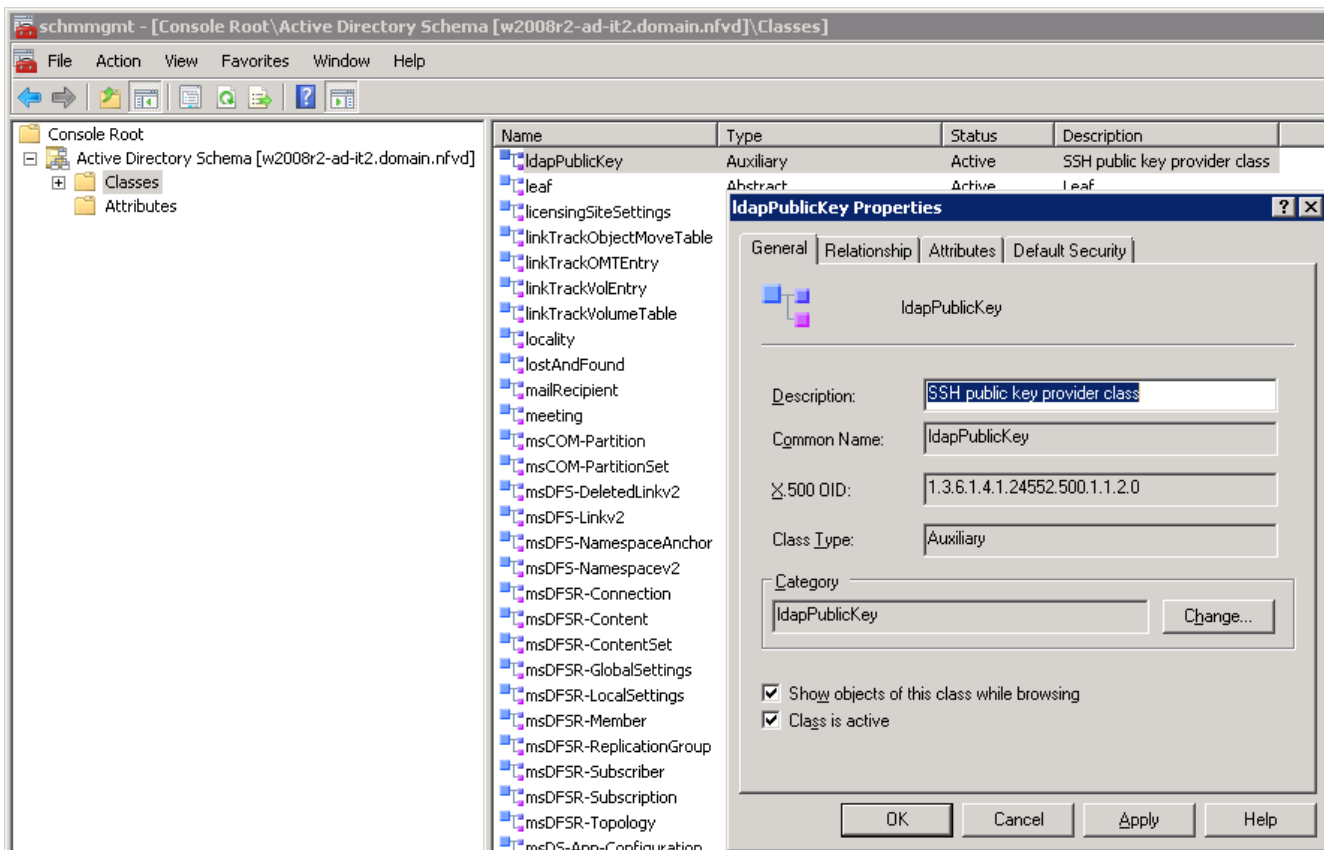 schmmgmt - [Console Root\Active Directory Schema [w2008r2-ad-it2.domain.nfvd]\Classes]
File Action View Favorites Window Help
Console Root
Active Directory Schema [w2008r2-ad-it2.domain.nfvd]
Classes
Attributes
Name Type Status Description
ldapPublicKey Auxiliary Active SSH public key provider class
leaf Abstract Active Leaf
licensingSiteSettings
linkTrackObjectMoveTable
linkTrackOMTEntry
linkTrackVolEntry
linkTrackVolumeTable
locality
lostAndFound
mailRecipient
meeting
msCOM-Partition
msCOM-PartitionSet
msDFS-DeletedLinkv2
msDFS-Linkv2
msDFS-NamespaceAnchor
msDFS-Namespacev2
msDFSR-Connection
msDFSR-Content
msDFSR-ContentSet
msDFSR-GlobalSettings
msDFSR-LocalSettings
msDFSR-Member
msDFSR-ReplicationGroup
msDFSR-Subscriber
msDFSR-Subscription
msDFSR-Topology
msDS-App-Configuration
ldapPublicKey Properties
General Relationship Attributes Default Security
ldapPublicKey
Description: SSH public key provider class
Common Name: ldapPublicKey
X.500 OID: 1.3.6.1.4.1.24552.500.1.1.2.0
Class Type: Auxiliary
Category
ldapPublicKey Change...
Show objects of this class while browsing
Class is active
OK Cancel Apply Help